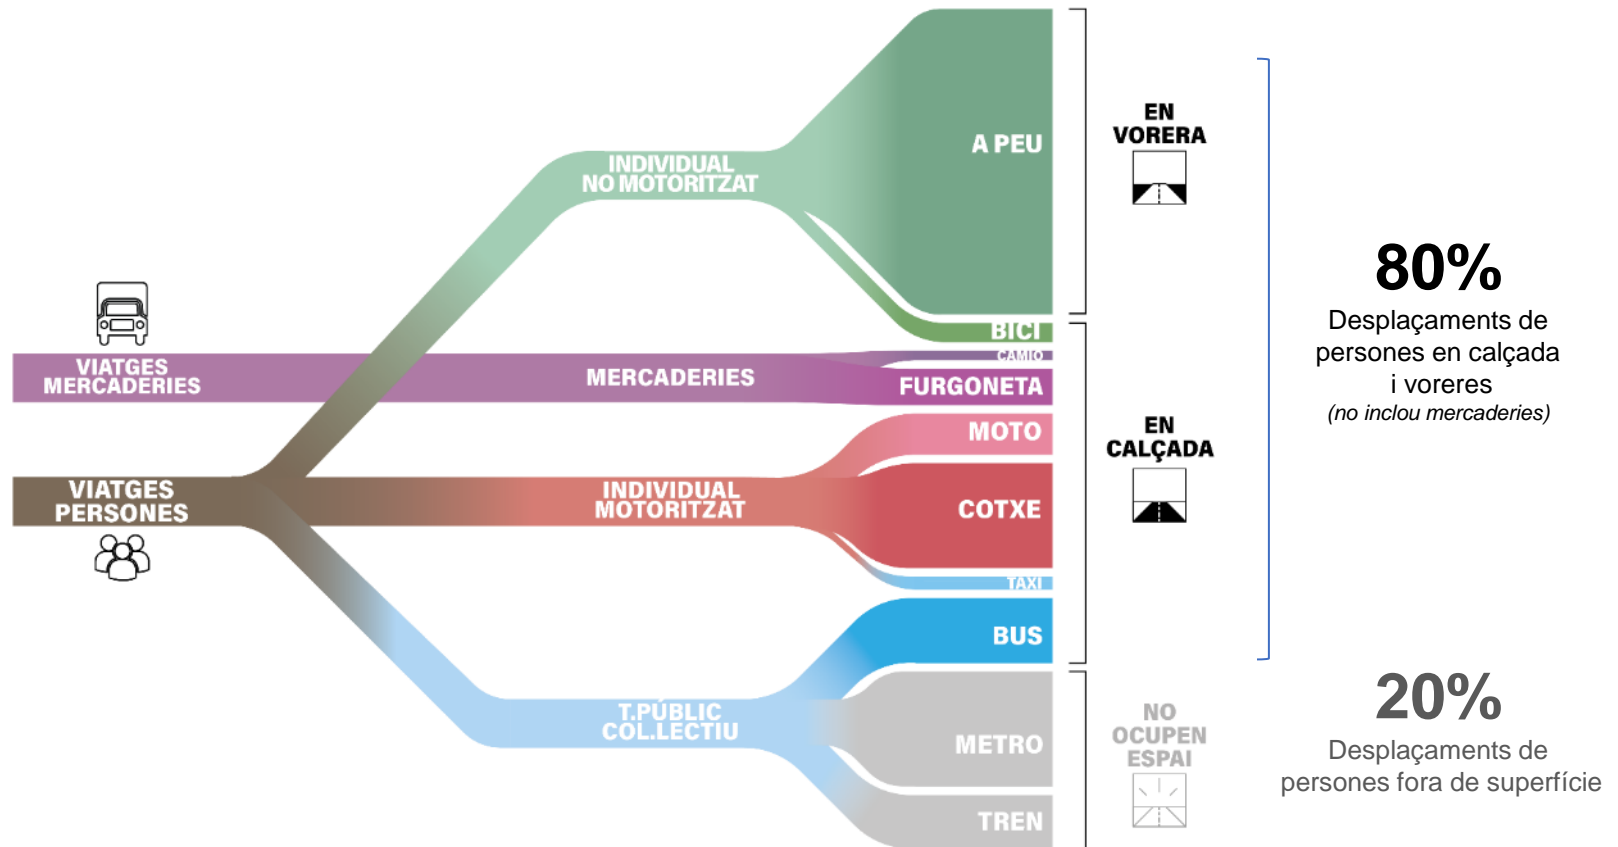 VIATGES
MERCADERIES
VIATGES
PERSONES
INDIVIDUAL
NO MOTORITZAT
MERCADERIES
INDIVIDUAL
MOTORITZAT
T.PÚBLIC
COL.LECTIU
A PEU
BICI
CAMIO
FURGONETA
MOTO
COTXE
TAXI
BUS
METRO
TREN
EN
VORERA
EN
CALÇADA
NO
OCUPEN
ESPAI
80%
Desplaçaments de
persones en calçada
i voreres
(no inclou mercaderies)
20%
Desplaçaments de
persones fora de superfície